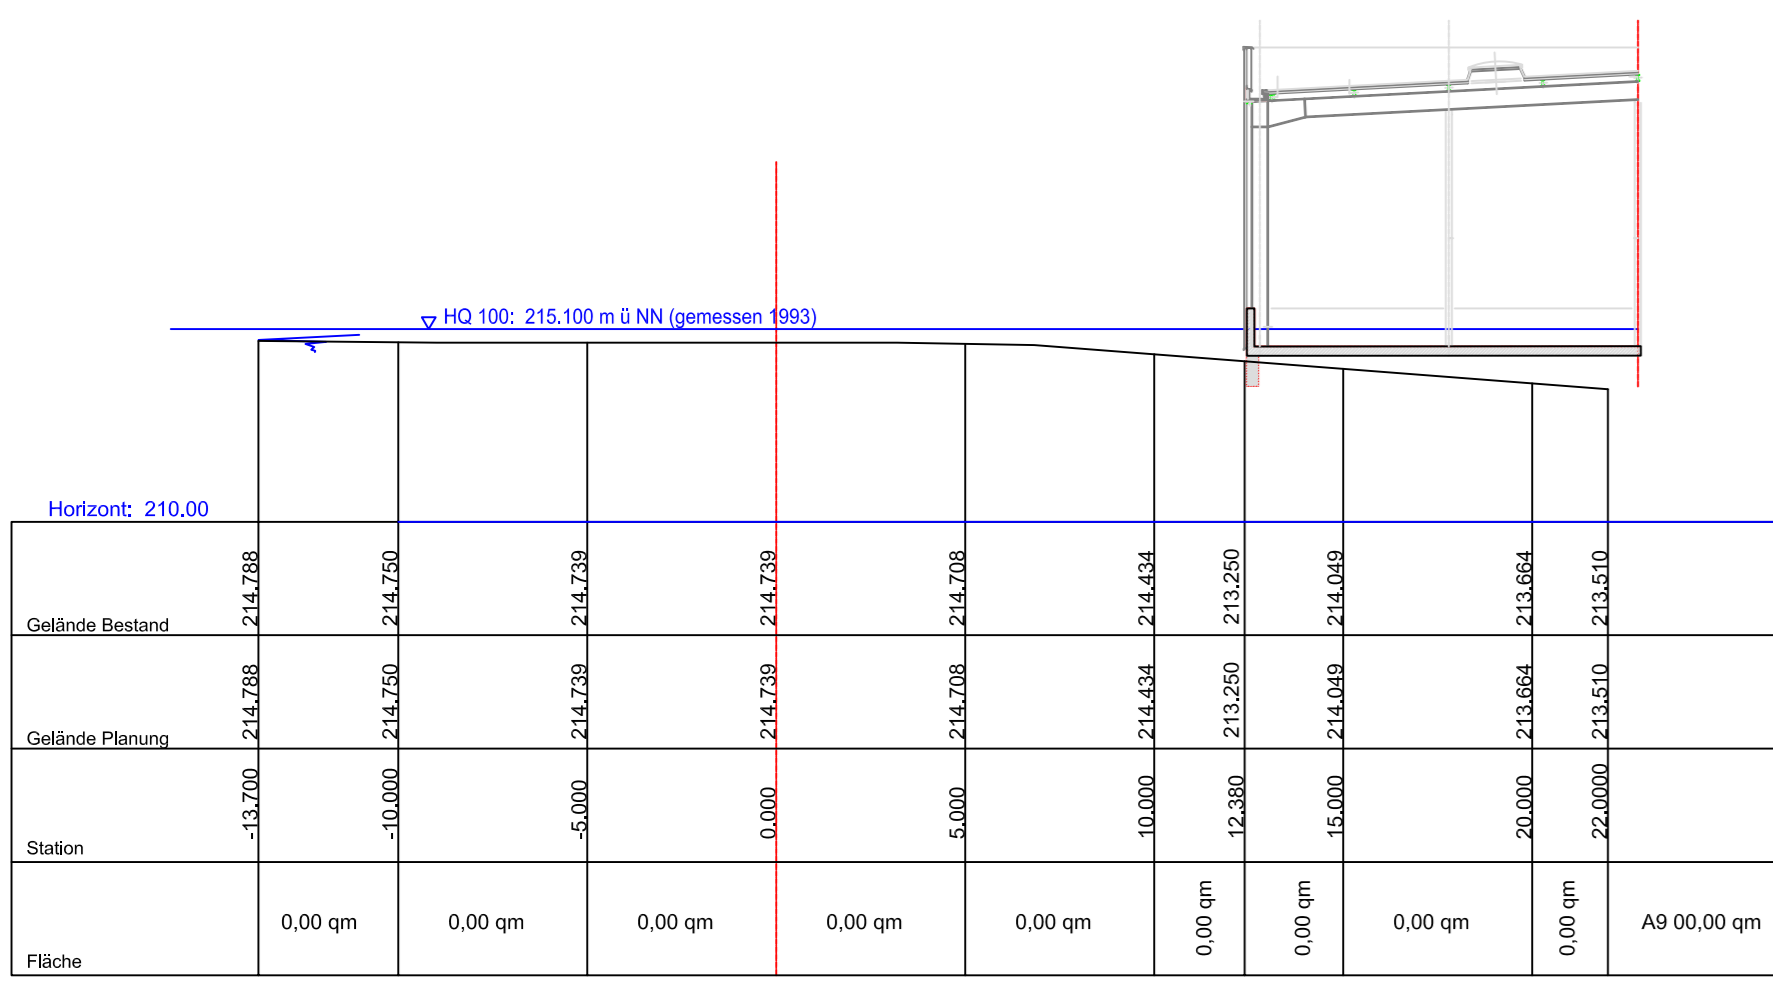 HQ 100: 215.100 m ü NN (gemessen 1993)
Horizont: 210.00
Gelände Bestand
214.788
214.750
214.739
214.739
214.708
214.434
213.250
214.049
213.664
213.510
Gelände Planung
214.788
214.750
214.739
214.739
214.708
214.434
213.250
214.049
213.664
213.510
Station
-13.700
-10.000
-5.000
0.000
5.000
10.000
12.380
15.000
20.000
22.0000
Fläche
0,00 qm
0,00 qm
0,00 qm
0,00 qm
0,00 qm
0,00 qm
0,00 qm
0,00 qm
0,00 qm
A9 00,00 qm